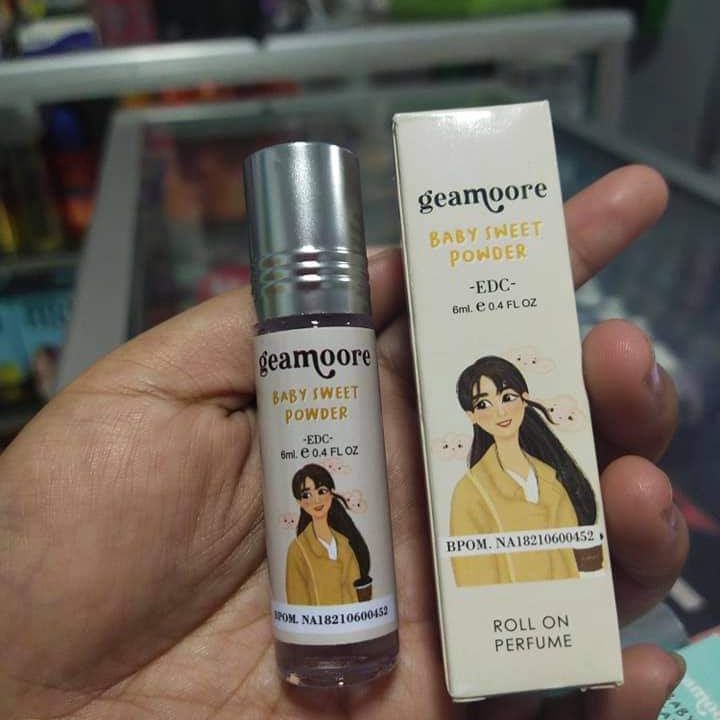 geamoore
BABY SWEET
POWDER
-EDC-
6ml. e 0.4 FL OZ
BPOM. NA18210600452
geamoore
BABY SWEET
POWDER
-EDC-
6ml. e 0.4 FL OZ
BPOM. NA18210600452
ROLL ON
PERFUME